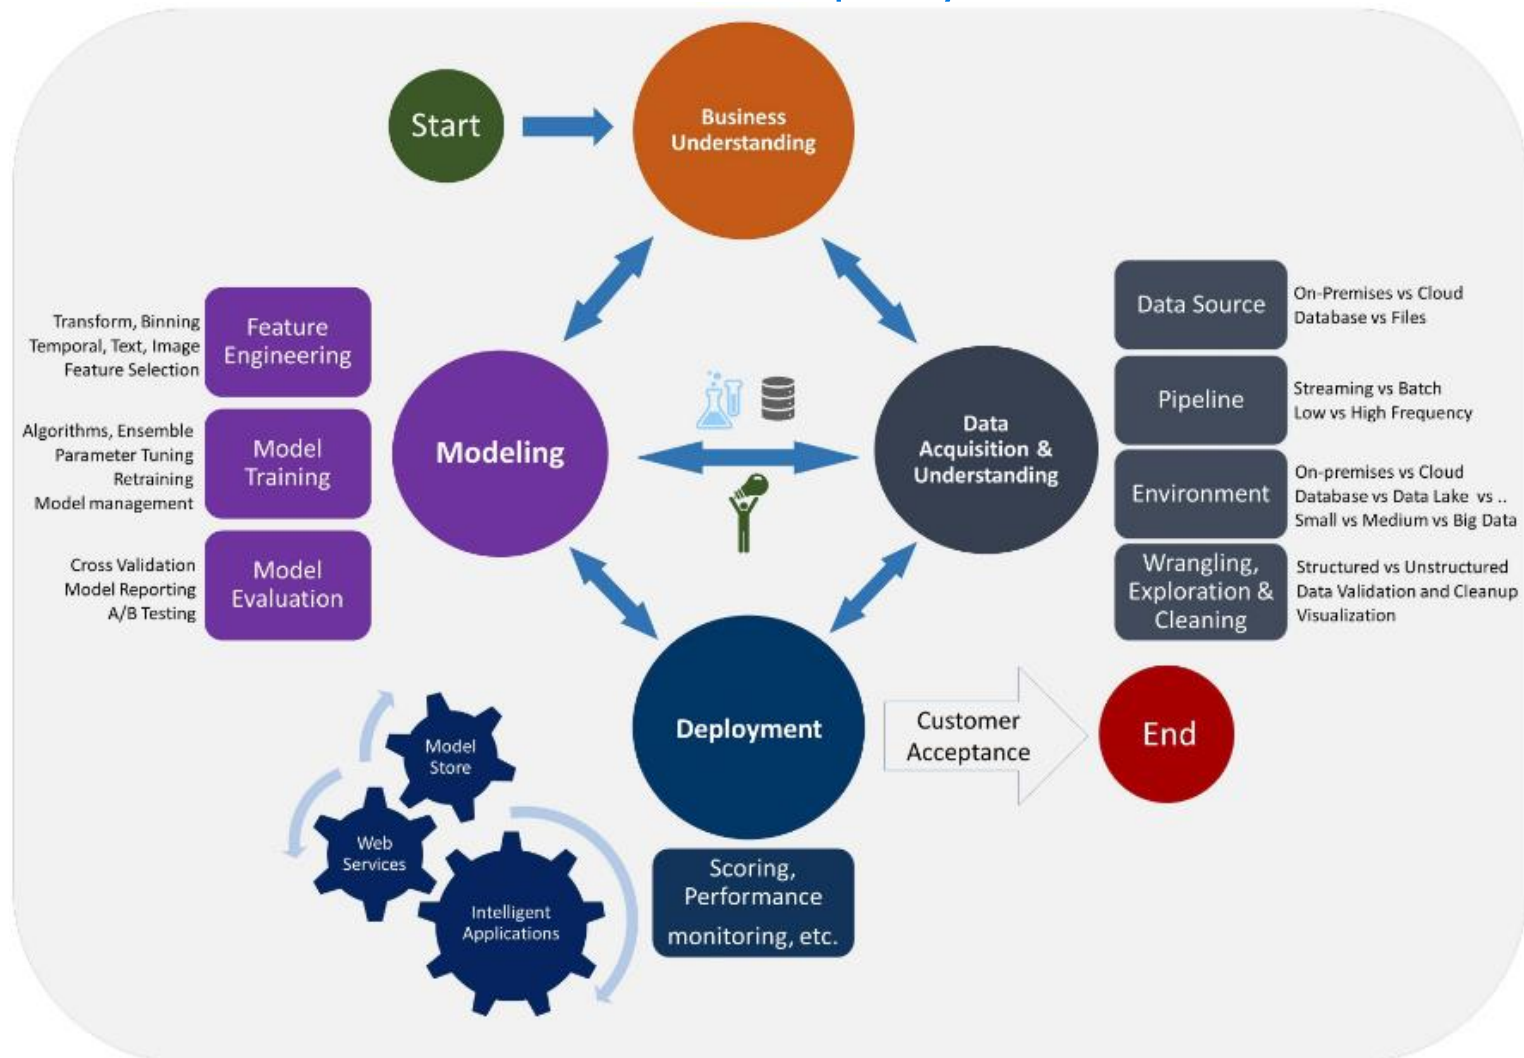 Start
Business
Understanding
Transform, Binning
Temporal, Text, Image
Feature Selection
Feature
Engineering
Algorithms, Ensemble
Parameter Tuning
Retraining
Model management
Model
Training
Cross Validation
Model Reporting
A/B Testing
Model
Evaluation
Modeling
Data
Acquisition &
Understanding
Data Source
On-Premises vs Cloud
Database vs Files
Pipeline
Streaming vs Batch
Low vs High Frequency
Environment
On-premises vs Cloud
Database vs Data Lake vs ..
Small vs Medium vs Big Data
Wrangling,
Exploration &
Cleaning
Structured vs Unstructured
Data Validation and Cleanup
Visualization
Deployment
Customer
Acceptance
End
Model
Store
Web
Services
Intelligent
Applications
Scoring,
Performance
monitoring, etc.